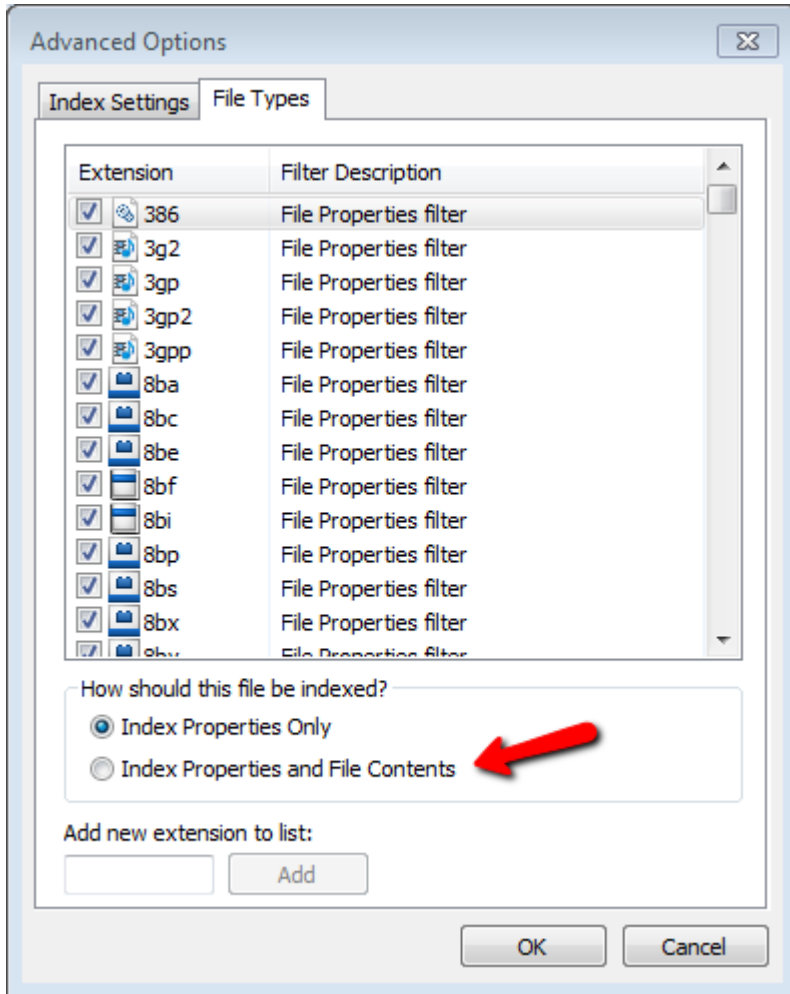 Advanced Options
Index Settings File Types
Extension Filter Description
386 File Properties filter
3g2 File Properties filter
3gp File Properties filter
3gp2 File Properties filter
3gpp File Properties filter
8ba File Properties filter
8bc File Properties filter
8be File Properties filter
8bf File Properties filter
8bi File Properties filter
8bp File Properties filter
8bs File Properties filter
8bx File Properties filter
File Properties filter
How should this file be indexed?
Index Properties Only
Index Properties and File Contents
Add new extension to list:
Add
OK Cancel